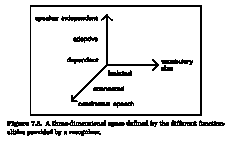 speaker independent
adaptive
dependent
vocabulary
size
isolated
connected
continuous speech
Figure 7.2. A three-dimensional space defined by the different function-
alities provided by a recognizer.